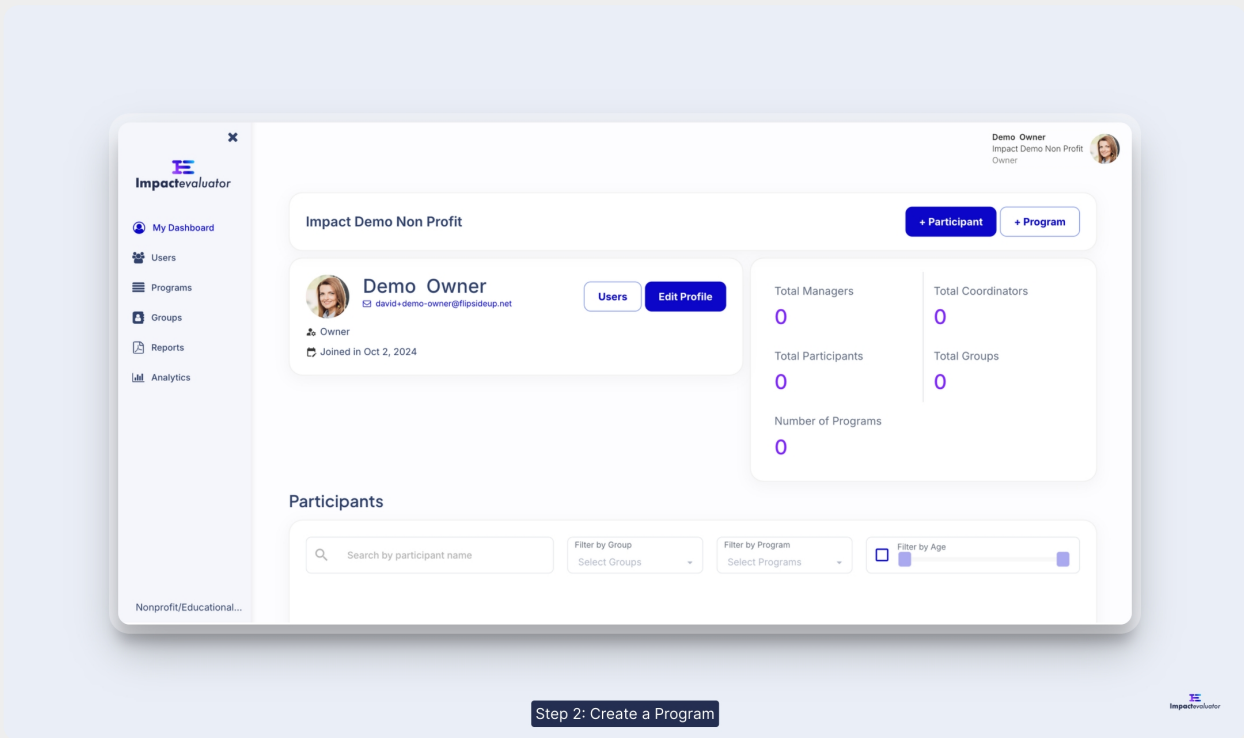 Demo Owner
Impact Demo Non Profit
Owner
Impactevaluator
My Dashboard
Users
Programs
Groups
Reports
Analytics
Nonprofit/Educational...
Impact Demo Non Profit
+ Participant
+ Program
Demo Owner
david+demo-owner@flipsideup.net
Users
Edit Profile
Owner
Joined in Oct 2, 2024
Total Managers
0
Total Coordinators
0
Total Participants
0
Total Groups
0
Number of Programs
0
Participants
Search by participant name
Filter by Group
Select Groups
Filter by Program
Select Programs
Filter by Age
Step 2: Create a Program
Impactevaluator